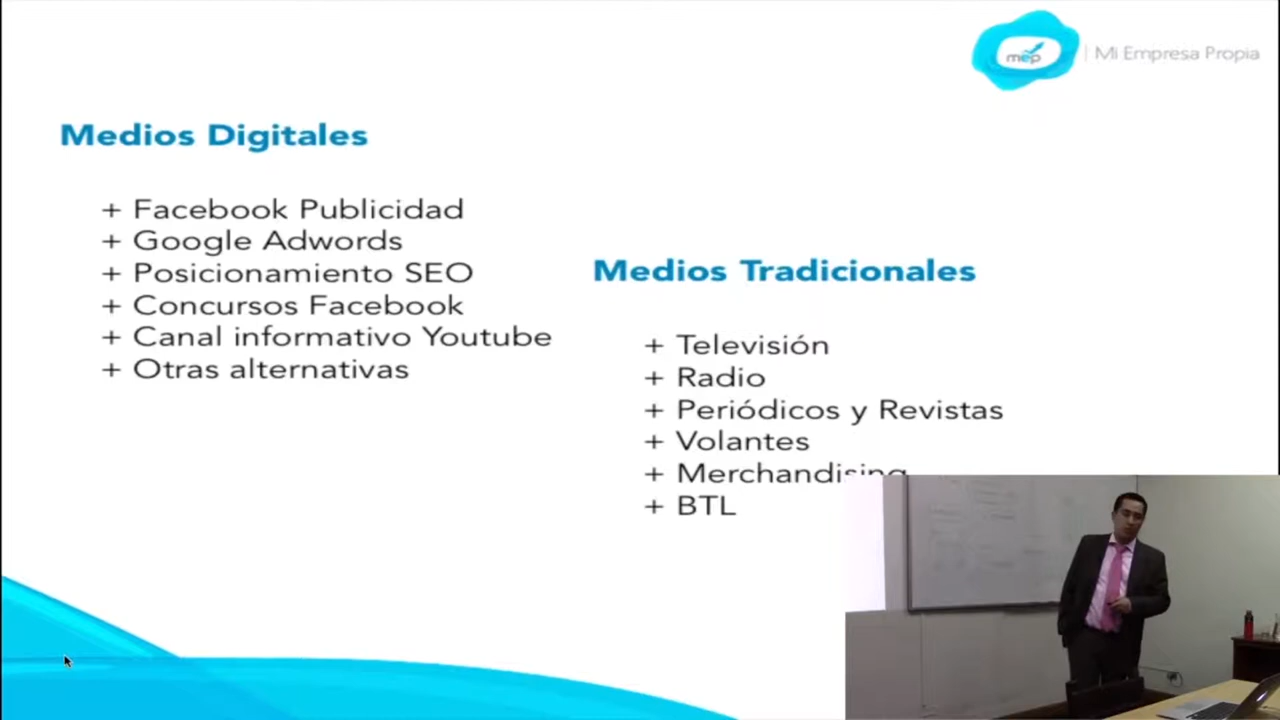 mep
Mi Empresa Propia
Medios Digitales
+ Facebook Publicidad
+ Google Adwords
+ Posicionamiento SEO
+ Concursos Facebook
+ Canal informativo Youtube
+ Otras alternativas
Medios Tradicionales
+ Televisión
+ Radio
+ Periódicos y Revistas
+ Volantes
+ Merchandising
+ BTL